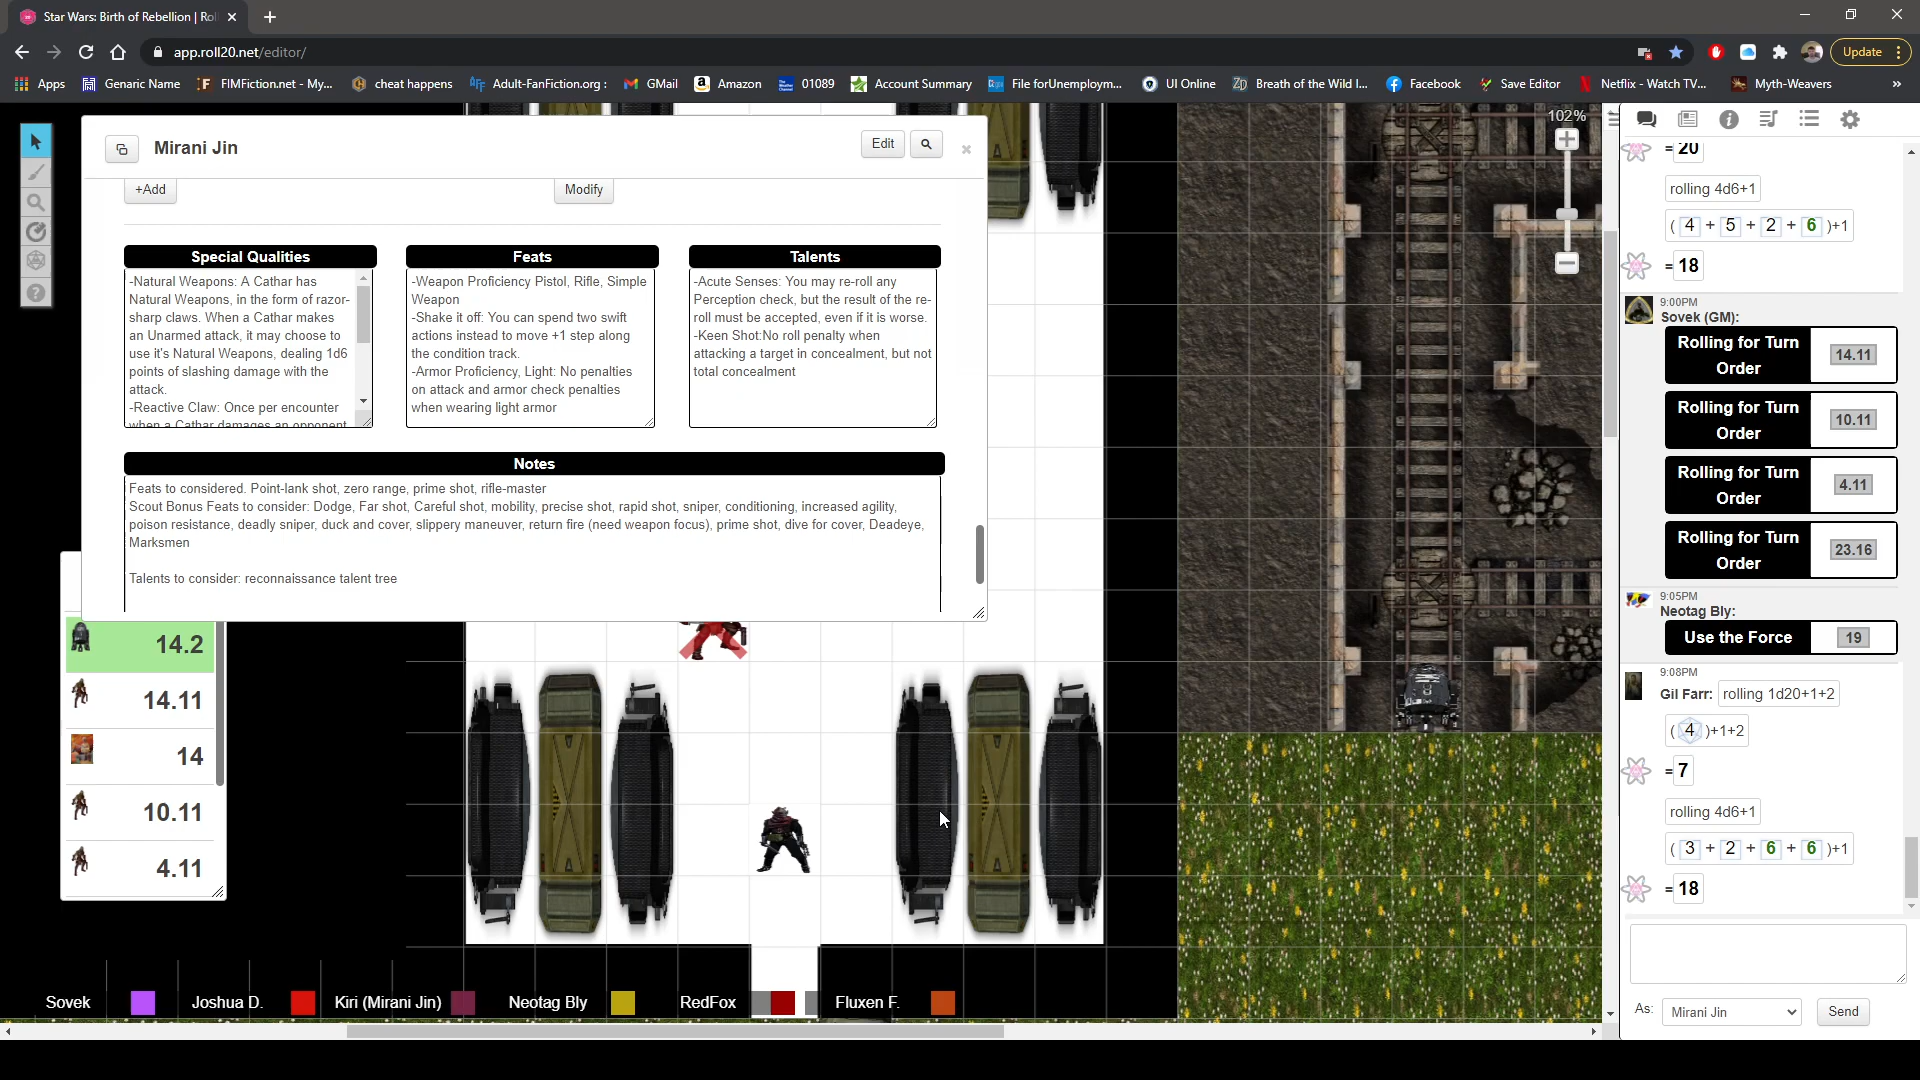 Star Wars: Birth of Rebellion | Rol
app.roll20.net/editor/
Update
Apps
Genaric Name
FIMFiction.net - My...
cheat happens
Adult-FanFiction.org :
GMail
Amazon
01089
Account Summary
File forUnemploym...
UI Online
Breath of the Wild I...
Facebook
Save Editor
Netflix - Watch TV...
Myth-Weavers
»
Mirani Jin
Edit
+Add
Modify
Special Qualities
-Natural Weapons: A Cathar has
Natural Weapons, in the form of razor-
sharp claws. When a Cathar makes
an Unarmed attack, it may choose to
use it's Natural Weapons, dealing 1d6
points of slashing damage with the
attack.
-Reactive Claw: Once per encounter
when a Cathar damages an opponent
Feats
-Weapon Proficiency Pistol, Rifle, Simple
Weapon
-Shake it off: You can spend two swift
actions instead to move +1 step along
the condition track.
-Armor Proficiency, Light: No penalties
on attack and armor check penalties
when wearing light armor
Talents
-Acute Senses: You may re-roll any
Perception check, but the result of the re-
roll must be accepted, even if it is worse.
-Keen Shot:No roll penalty when
attacking a target in concealment, but not
total concealment
Notes
Feats to considered. Point-lank shot, zero range, prime shot, rifle-master
Scout Bonus Feats to consider: Dodge, Far shot, Careful shot, mobility, precise shot, rapid shot, sniper, conditioning, increased agility,
poison resistance, deadly sniper, duck and cover, slippery maneuver, return fire (need weapon focus), prime shot, dive for cover, Deadeye,
Marksmen
Talents to consider: reconnaissance talent tree
14.2
14.11
14
10.11
4.11
Sovek
Joshua D.
Kiri (Mirani Jin)
Neotag Bly
RedFox
Fluxen F.
102%
=20
rolling 4d6+1
(4+5+2+6)+1
=18
9:00PM
Sovek (GM):
Rolling for Turn
Order
14.11
Rolling for Turn
Order
10.11
Rolling for Turn
Order
4.11
Rolling for Turn
Order
23.16
9:05PM
Neotag Bly:
Use the Force
19
9:08PM
Gil Farr: rolling 1d20+1+2
(4)+1+2
=7
rolling 4d6+1
(3+2+6+6)+1
=18
As:
Mirani Jin
Send